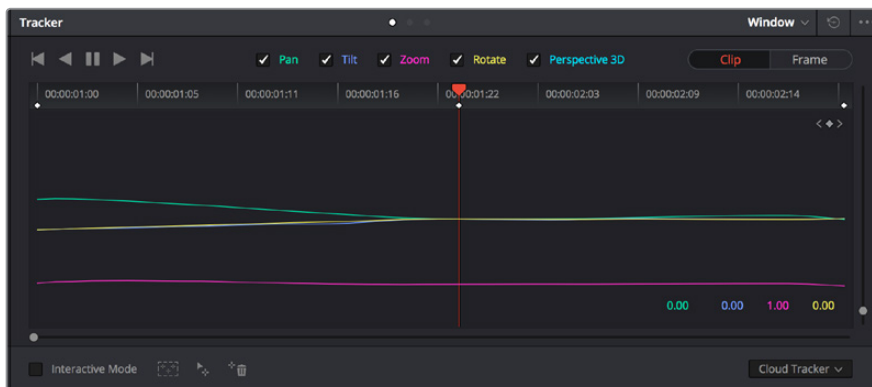 Tracker Window
Pan Tilt Zoom Rotate Perspective 3D Clip Frame
00:00:01:00 00:00:01:05 00:00:01:11 00:00:01:16 00:00:01:22 00:00:02:03 00:00:02:09 00:00:02:14
0.00 0.00 1.00 0.00
Interactive Mode Cloud Tracker